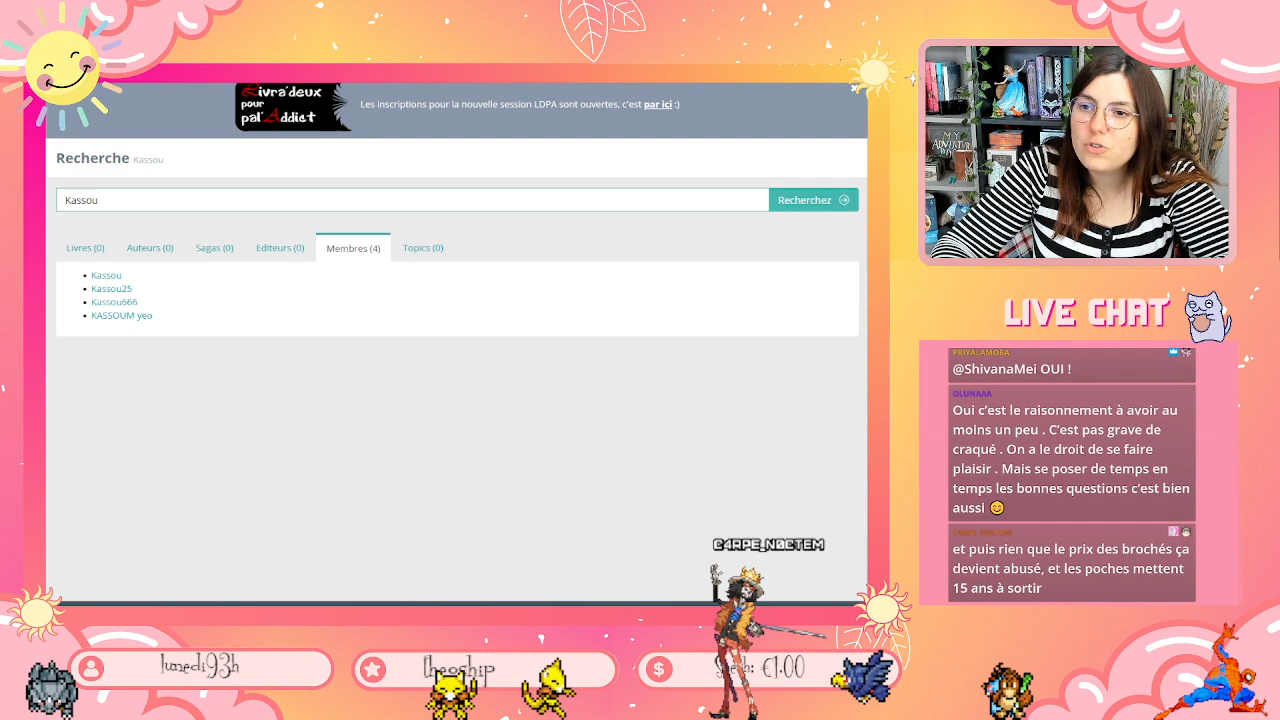 Livra'deux
pour
pal'Addict
Les inscriptions pour la nouvelle session LDPA sont ouvertes, c'est par ici :)
Recherche Kassou
Kassou
Recherchez
Livres (0)
Auteurs (0)
Sagas (0)
Editeurs (0)
Membres (4)
Topics (0)
Kassou
Kassou25
Kassou666
KASSOUM yeo
MY
LIVE CHAT
PRIYALAMORA
@ShivanaMei OUI !
OLUNAAA
Oui c'est le raisonnement à avoir au
moins un peu . C'est pas grave de
craqué . On a le droit de se faire
plaisir . Mais se poser de temps en
temps les bonnes questions c'est bien
aussi 😊
et puis rien que le prix des brochés ça
devient abusé, et les poches mettent
15 ans à sortir
C4RPE_N0CTEM
lunedi93h
theoship
€1.00